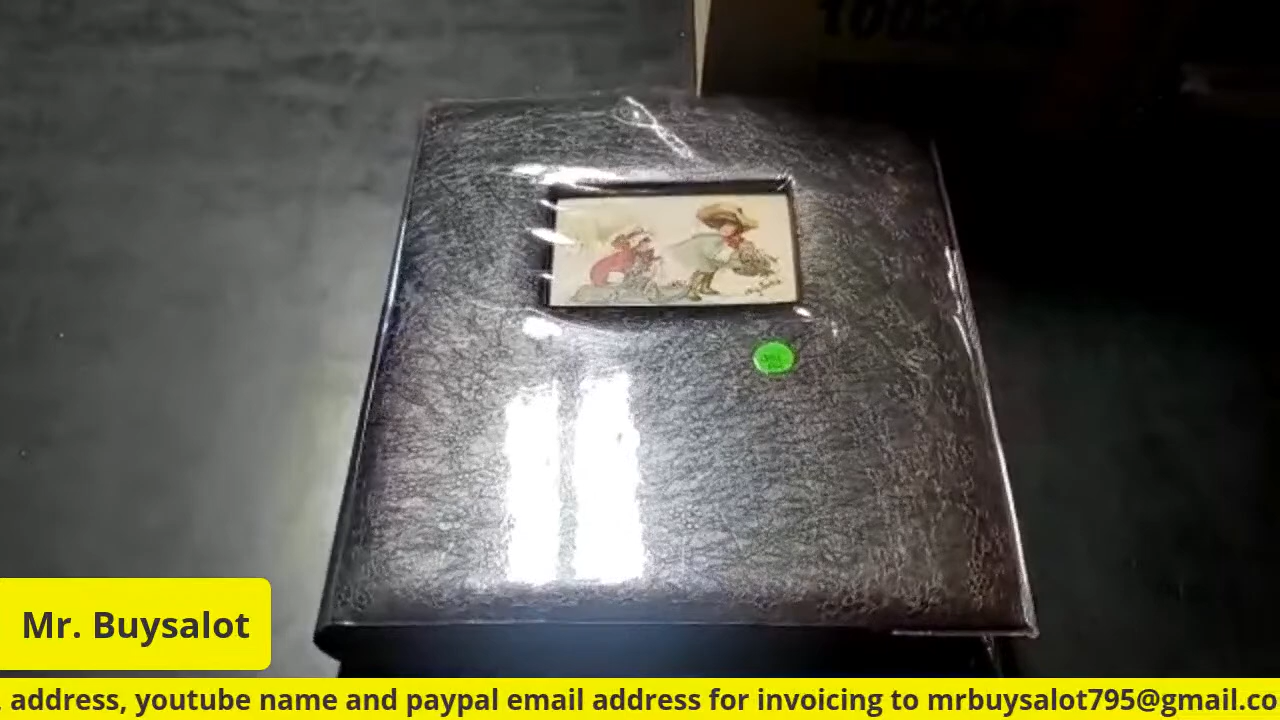 Mr. Buysalot
address, youtube name and paypal email address for invoicing to mrbuysalot795@gmail.co